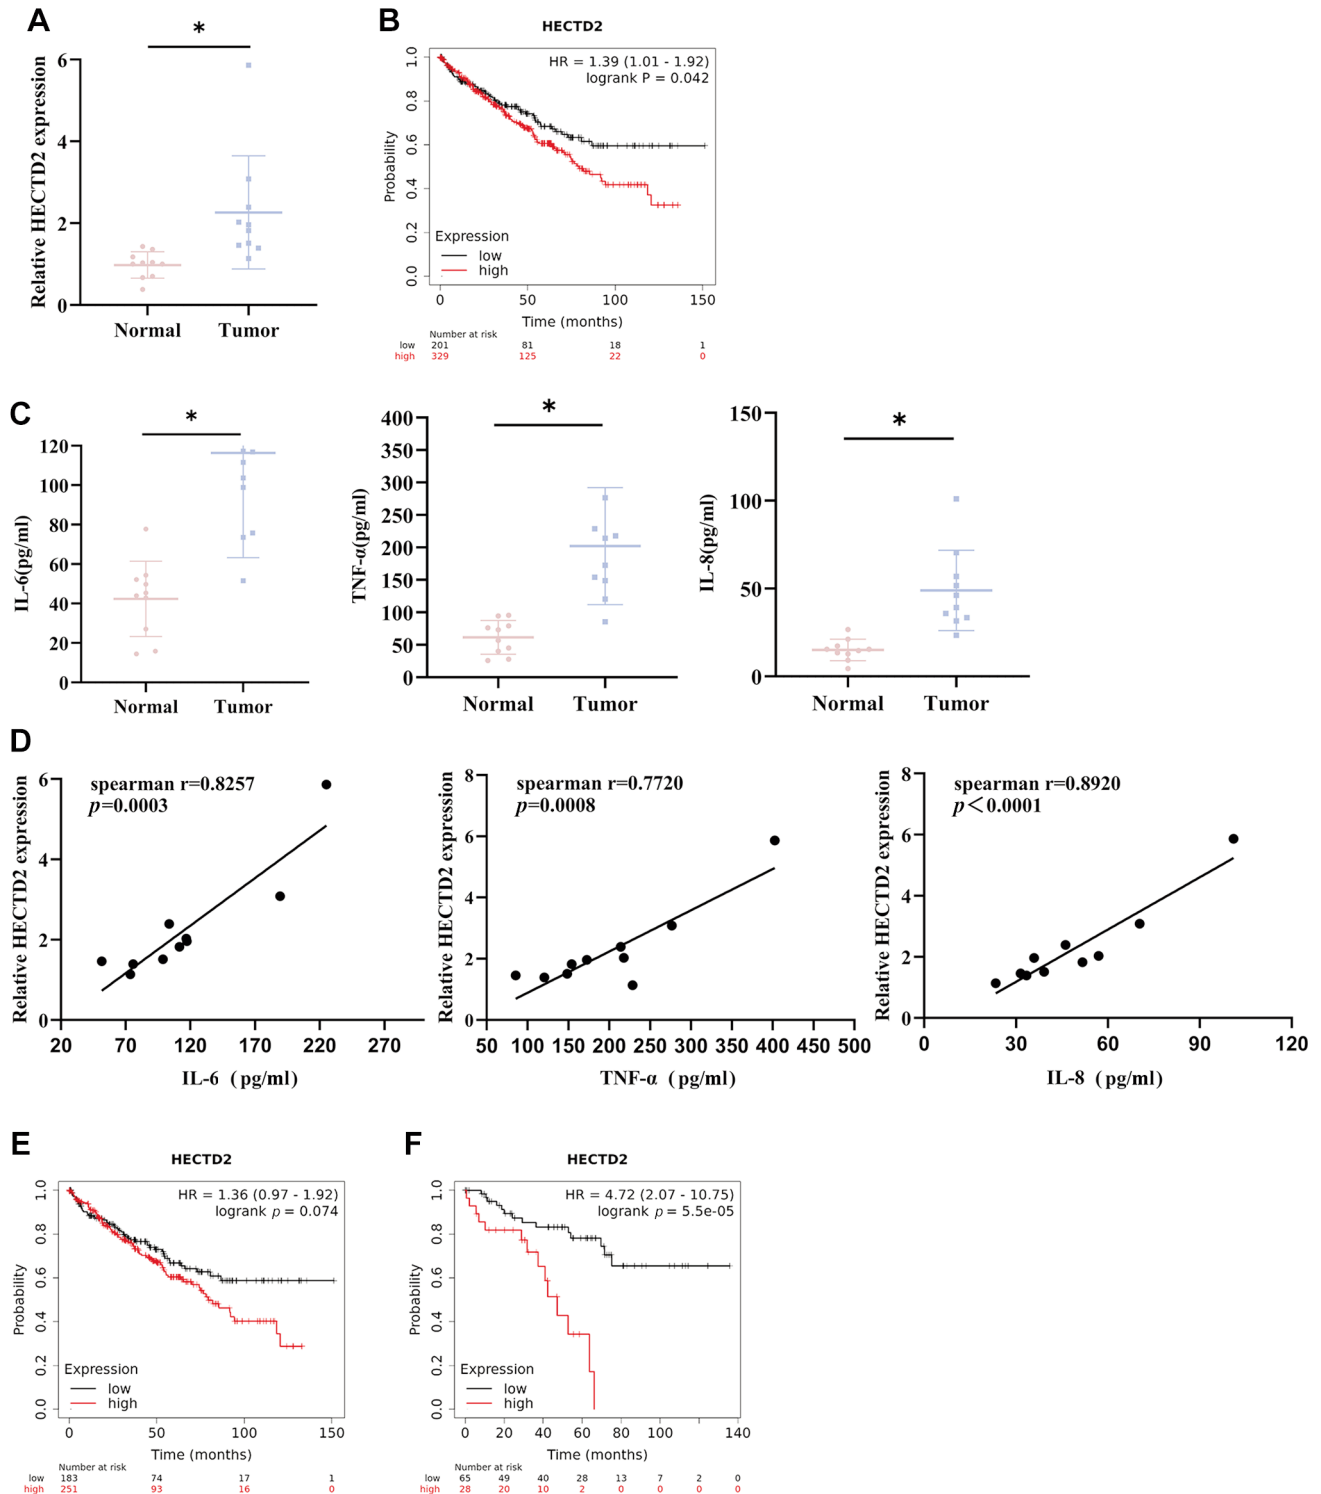 A
*
Relative HECTD2 expression
6
4
2
0
Normal
Tumor
B
HECTD2
HR = 1.39 (1.01 - 1.92)
logrank P = 0.042
Probability
1.0
0.8
0.6
0.4
0.2
0.0
Expression
low
high
0 50 100 150
Time (months)
Number at risk
low 201 81 18 1
high 329 125 22 0
C
*
IL-6(pg/ml)
120
100
80
60
40
20
0
Normal
Tumor
*
TNF-α(pg/ml)
400
350
300
250
200
150
100
50
0
Normal
Tumor
*
IL-8(pg/ml)
150
100
50
0
Normal
Tumor
D
spearman r=0.8257
p=0.0003
Relative HECTD2 expression
6
4
2
0
20 70 120 170 220 270
IL-6 (pg/ml)
spearman r=0.7720
p=0.0008
Relative HECTD2 expression
8
6
4
2
0
50 100 150 200 250 300 350 400 450 500
TNF-α (pg/ml)
spearman r=0.8920
p<0.0001
Relative HECTD2 expression
8
6
4
2
0
0 30 60 90 120
IL-8 (pg/ml)
E
HECTD2
HR = 1.36 (0.97 - 1.92)
logrank p = 0.074
Probability
1.0
0.8
0.6
0.4
0.2
0.0
Expression
low
high
0 50 100 150
Time (months)
Number at risk
low 183 74 17 1
high 251 93 16 0
F
HECTD2
HR = 4.72 (2.07 - 10.75)
logrank p = 5.5e-05
Probability
1.0
0.8
0.6
0.4
0.2
0.0
Expression
low
high
0 20 40 60 80 100 140
Time (months)
Number at risk
low 65 49 40 28 13 7 2 0
high 28 20 10 2 0 0 0 0